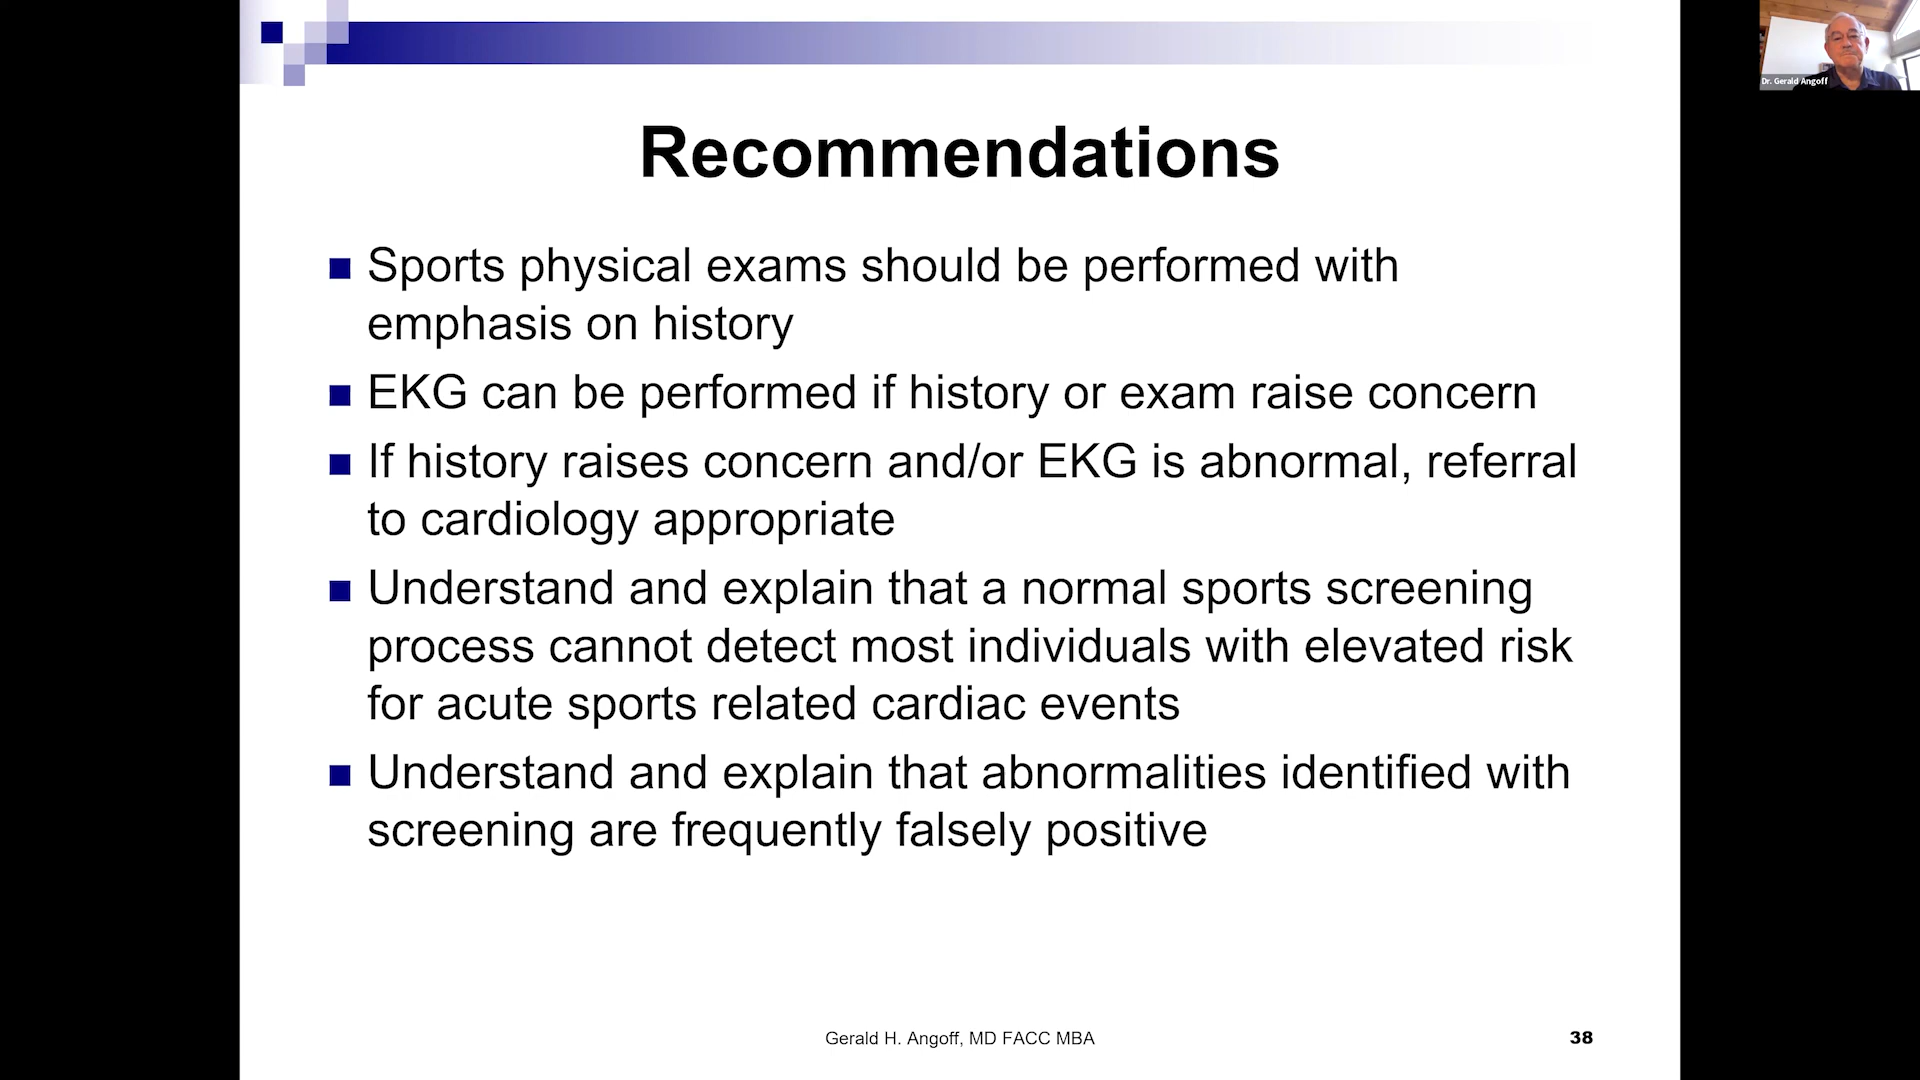 Dr. Gerald Angoff
Recommendations
Sports physical exams should be performed with
emphasis on history
EKG can be performed if history or exam raise concern
If history raises concern and/or EKG is abnormal, referral
to cardiology appropriate
Understand and explain that a normal sports screening
process cannot detect most individuals with elevated risk
for acute sports related cardiac events
Understand and explain that abnormalities identified with
screening are frequently falsely positive
Gerald H. Angoff, MD FACC MBA
38